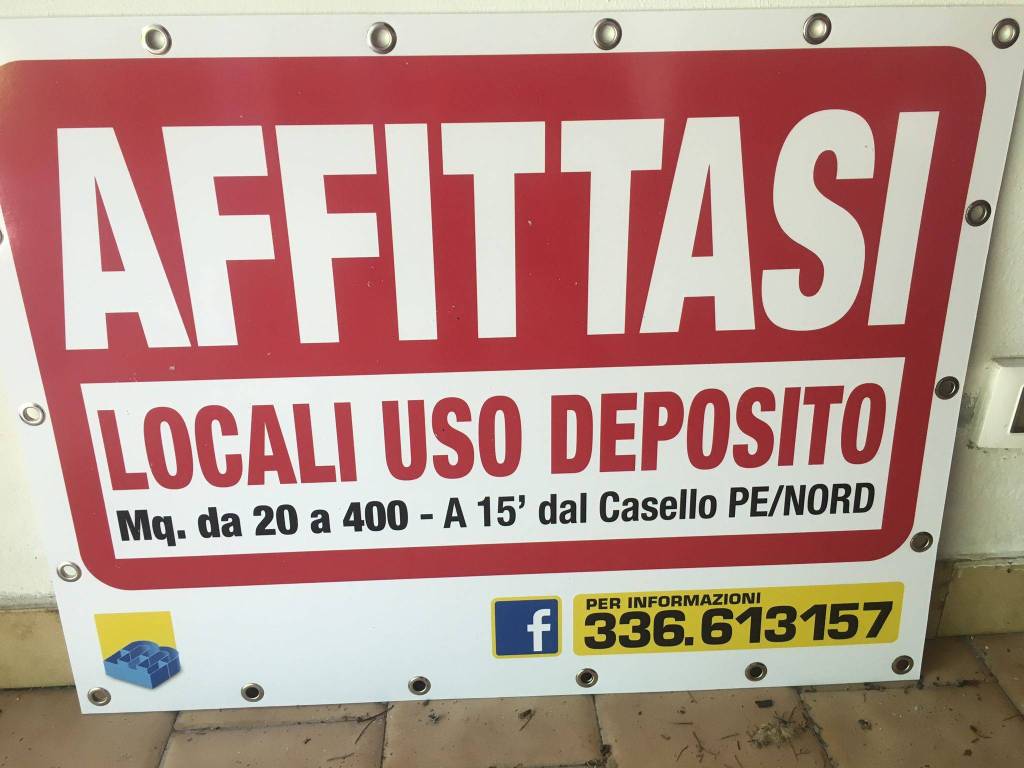 AFFITTASI
LOCALI USO DEPOSITO
Mq. da 20 a 400 - A 15' dal Casello PE/NORD
f
PER INFORMAZIONI
336.613157